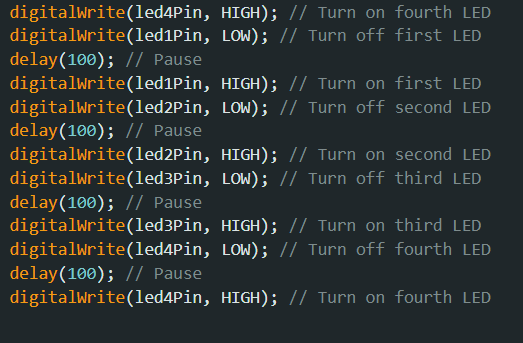 digitalWrite(led4Pin, HIGH); // Turn on fourth LED
digitalWrite(led1Pin, LOW); // Turn off first LED
delay(100); // Pause
digitalWrite(led1Pin, HIGH); // Turn on first LED
digitalWrite(led2Pin, LOW); // Turn off second LED
delay(100); // Pause
digitalWrite(led2Pin, HIGH); // Turn on second LED
digitalWrite(led3Pin, LOW); // Turn off third LED
delay(100); // Pause
digitalWrite(led3Pin, HIGH); // Turn on third LED
digitalWrite(led4Pin, LOW); // Turn off fourth LED
delay(100); // Pause
digitalWrite(led4Pin, HIGH); // Turn on fourth LED